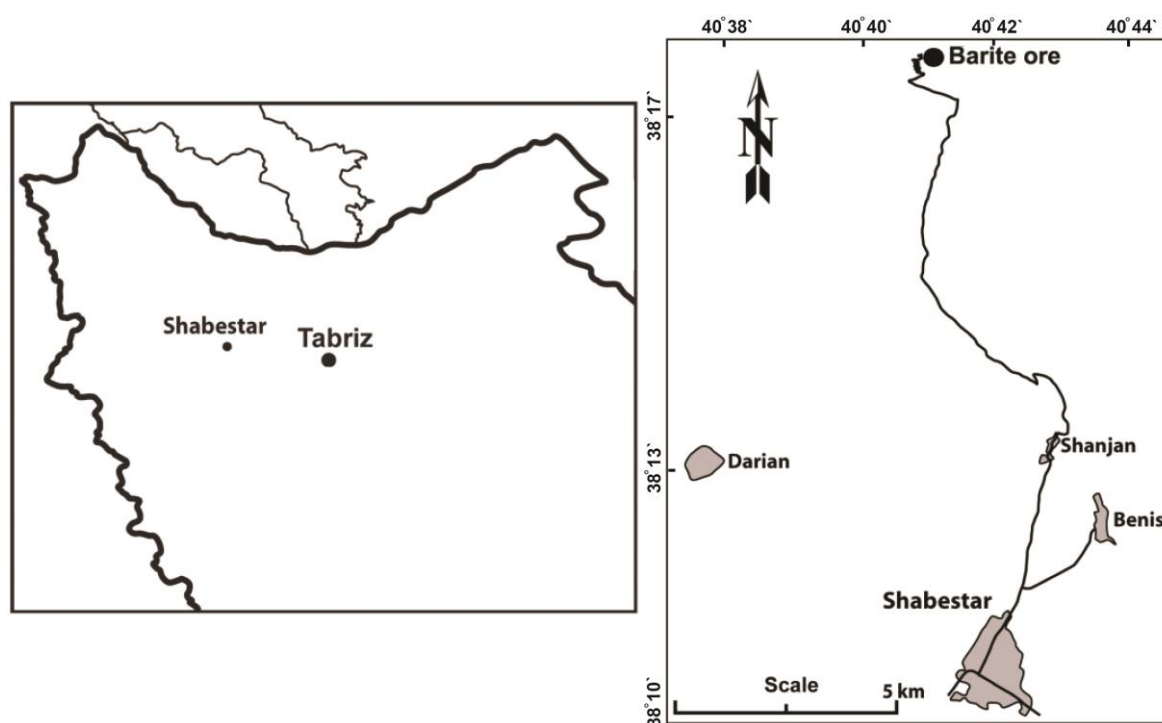 Shabestar
Tabriz
40°38` 40°40` 40°42` 40°44`
Barite ore
38°17`
N
Shanjan
38°13`
Darian
Benis
Shabestar
38°10`
Scale
5 km